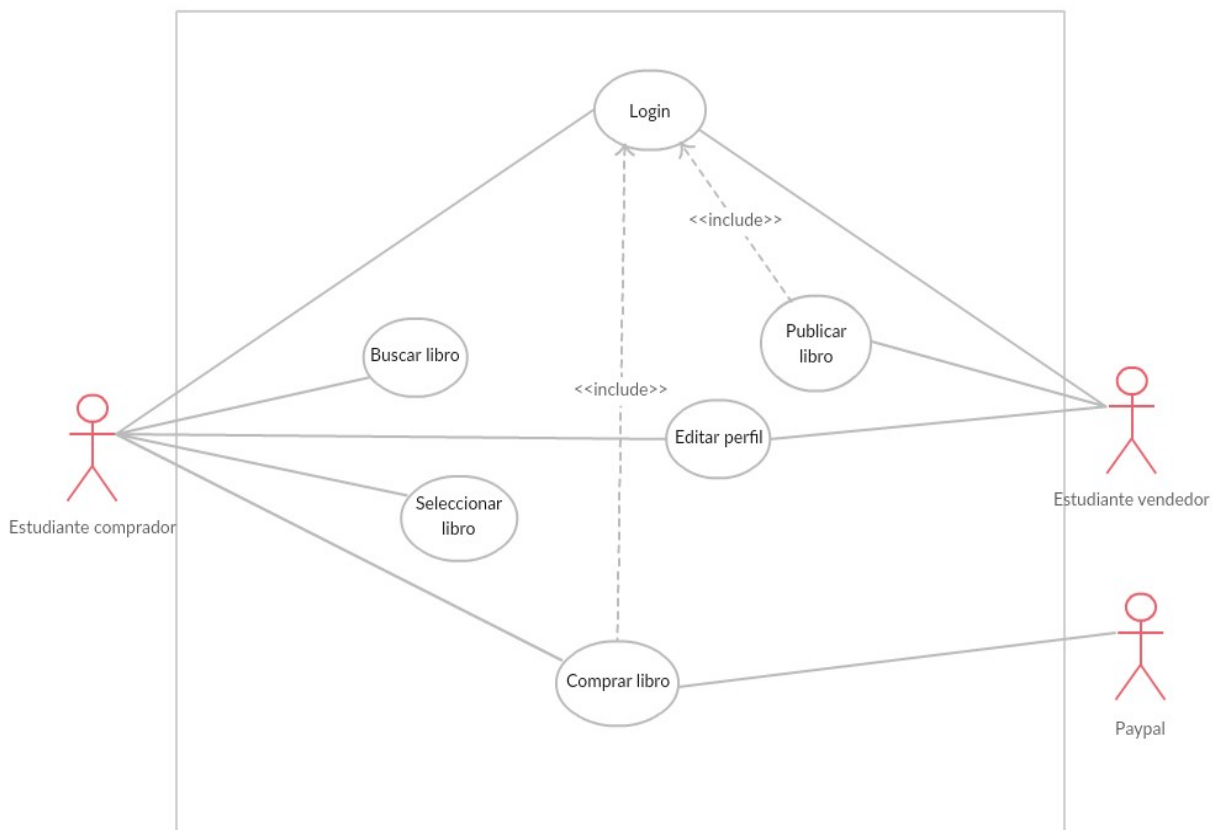 Login
<<include>>
Publicar
libro
Buscar libro
<<include>>
Editar perfil
Estudiante comprador
Estudiante vendedor
Seleccionar
libro
Comprar libro
Paypal